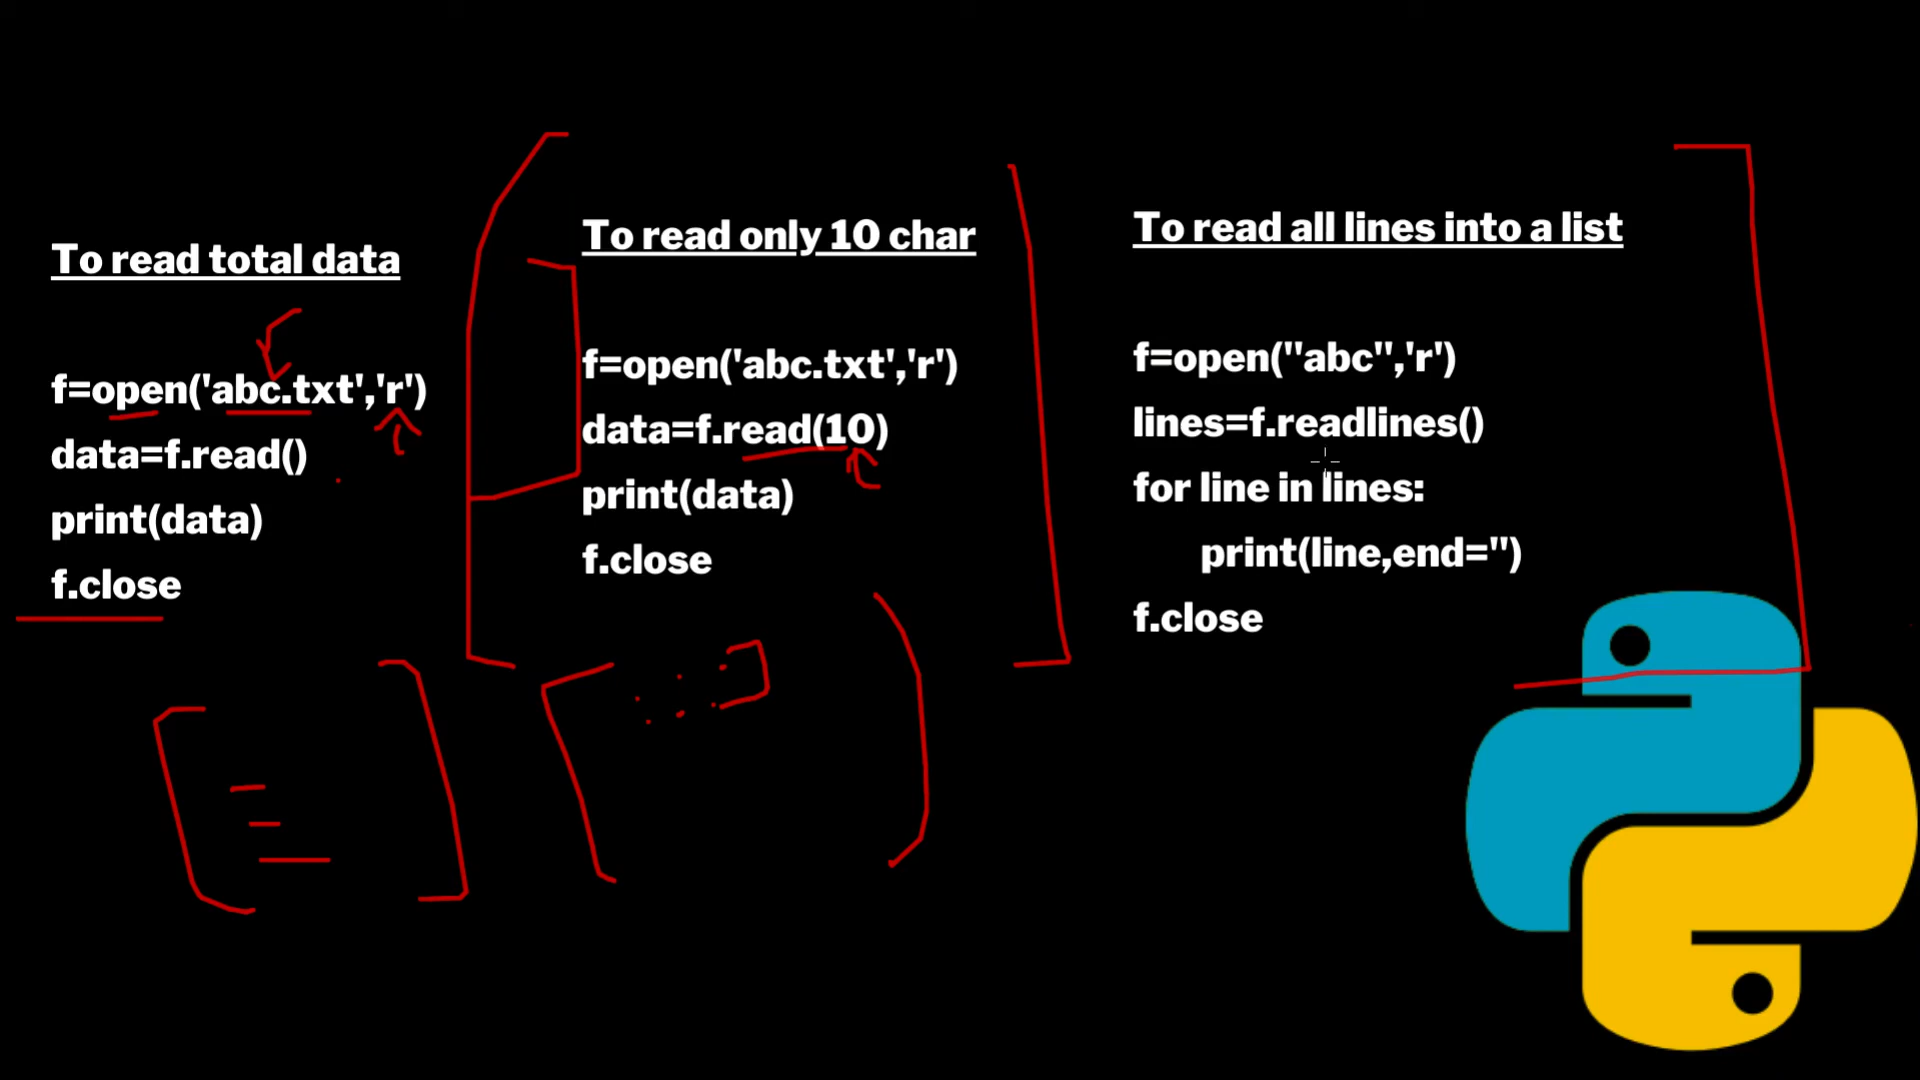 To read total data
f=open('abc.txt','r')
data=f.read()
print(data)
f.close
To read only 10 char
f=open('abc.txt','r')
data=f.read(10)
print(data)
f.close
To read all lines into a list
f=open("abc",'r')
lines=f.readlines()
for line in lines:
print(line,end='')
f.close